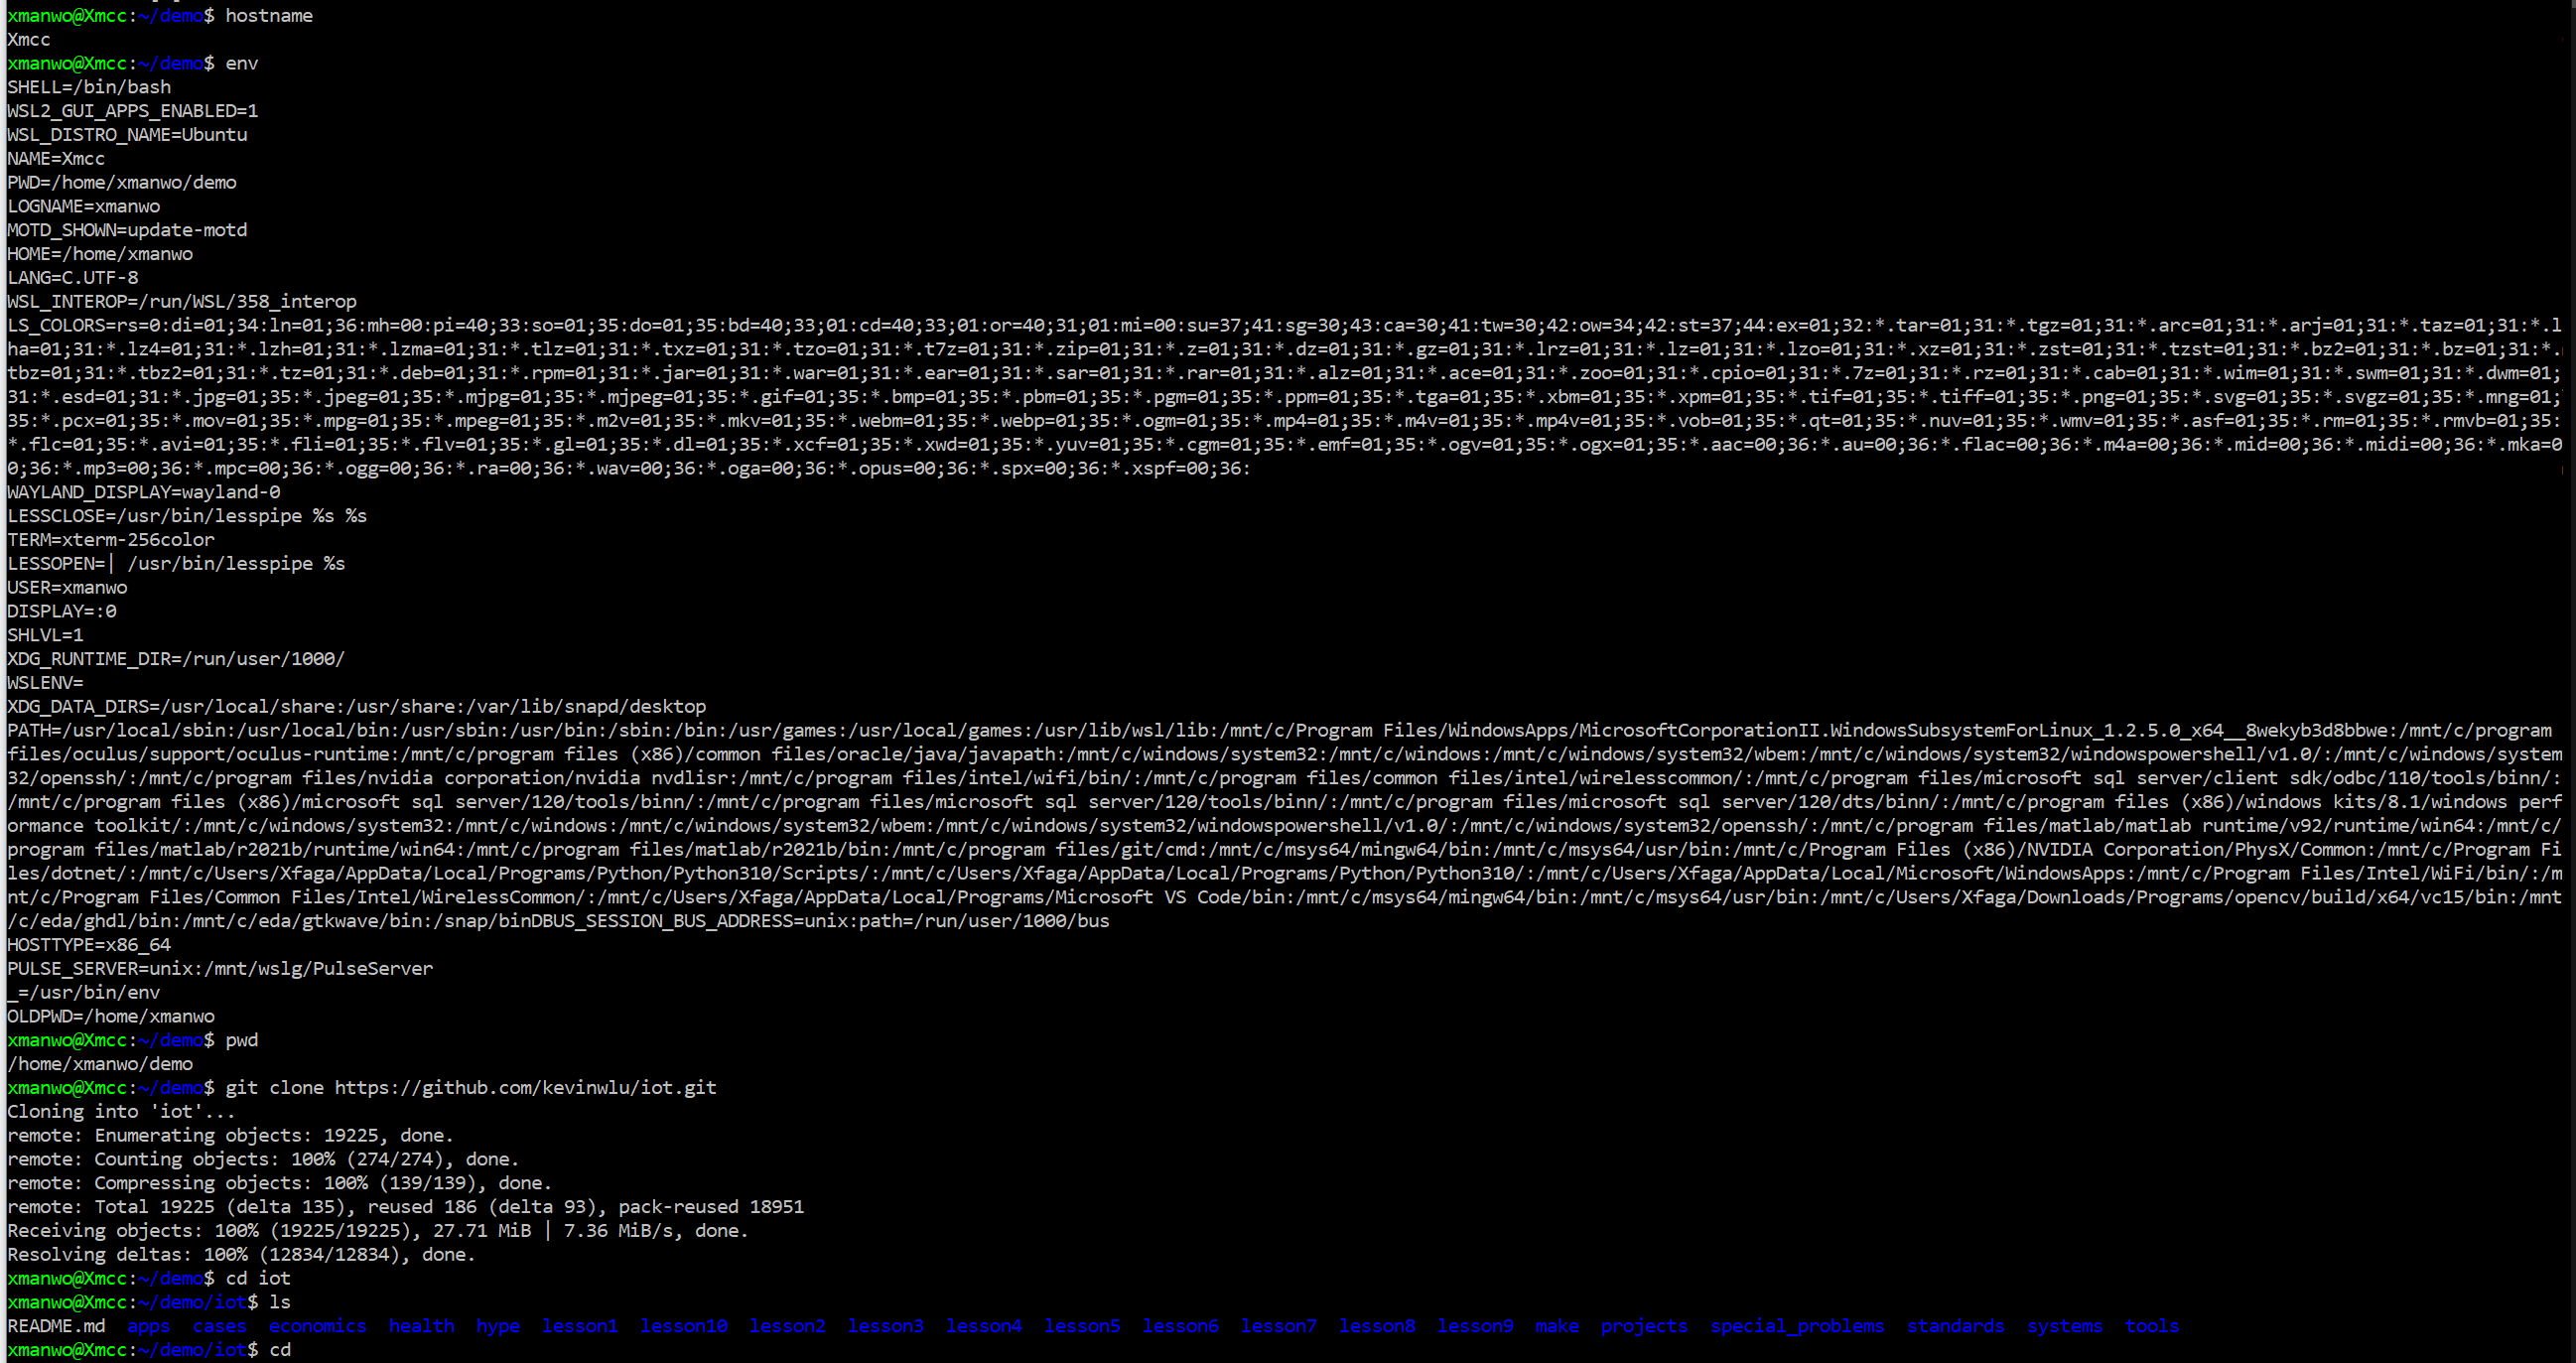 xmanwo@Xmcc:~/demo$ hostname
Xmcc
xmanwo@Xmcc:~/demo$ env
SHELL=/bin/bash
WSL2_GUI_APPS_ENABLED=1
WSL_DISTRO_NAME=Ubuntu
NAME=Xmcc
PWD=/home/xmanwo/demo
LOGNAME=xmanwo
MOTD_SHOWN=update-motd
HOME=/home/xmanwo
LANG=C.UTF-8
WSL_INTEROP=/run/WSL/358_interop
LS_COLORS=rs=0:di=01;34:ln=01;36:mh=00:pi=40;33:so=01;35:do=01;35:bd=40;33;01:cd=40;33;01:or=40;31;01:mi=00:su=37;41:sg=30;43:ca=30;41:tw=30;42:ow=34;42:st=37;44:ex=01;32:*.tar=01;31:*.tgz=01;31:*.arc=01;31:*.arj=01;31:*.taz=01;31:*.l
ha=01;31:*.lz4=01;31:*.lzh=01;31:*.lzma=01;31:*.tlz=01;31:*.txz=01;31:*.tzo=01;31:*.t7z=01;31:*.zip=01;31:*.z=01;31:*.dz=01;31:*.gz=01;31:*.lrz=01;31:*.lz=01;31:*.lzo=01;31:*.xz=01;31:*.zst=01;31:*.tzst=01;31:*.bz2=01;31:*.bz=01;31:*.
tbz=01;31:*.tbz2=01;31:*.tz=01;31:*.deb=01;31:*.rpm=01;31:*.jar=01;31:*.war=01;31:*.ear=01;31:*.sar=01;31:*.rar=01;31:*.alz=01;31:*.ace=01;31:*.zoo=01;31:*.cpio=01;31:*.7z=01;31:*.rz=01;31:*.cab=01;31:*.wim=01;31:*.swm=01;31:*.dwm=01;
31:*.esd=01;31:*.jpg=01;35:*.jpeg=01;35:*.mjpg=01;35:*.mjpeg=01;35:*.gif=01;35:*.bmp=01;35:*.pbm=01;35:*.pgm=01;35:*.ppm=01;35:*.tga=01;35:*.xbm=01;35:*.xpm=01;35:*.tif=01;35:*.tiff=01;35:*.png=01;35:*.svg=01;35:*.svgz=01;35:*.mng=01;
35:*.pcx=01;35:*.mov=01;35:*.mpg=01;35:*.mpeg=01;35:*.m2v=01;35:*.mkv=01;35:*.webm=01;35:*.webp=01;35:*.ogm=01;35:*.mp4=01;35:*.m4v=01;35:*.mp4v=01;35:*.vob=01;35:*.qt=01;35:*.nuv=01;35:*.wmv=01;35:*.asf=01;35:*.rm=01;35:*.rmvb=01;35:
*.flc=01;35:*.avi=01;35:*.fli=01;35:*.flv=01;35:*.gl=01;35:*.dl=01;35:*.xcf=01;35:*.xwd=01;35:*.yuv=01;35:*.cgm=01;35:*.emf=01;35:*.ogv=01;35:*.ogx=01;35:*.aac=00;36:*.au=00;36:*.flac=00;36:*.m4a=00;36:*.mid=00;36:*.midi=00;36:*.mka=0
0;36:*.mp3=00;36:*.mpc=00;36:*.ogg=00;36:*.ra=00;36:*.wav=00;36:*.oga=00;36:*.opus=00;36:*.spx=00;36:*.xspf=00;36:
WAYLAND_DISPLAY=wayland-0
LESSCLOSE=/usr/bin/lesspipe %s %s
TERM=xterm-256color
LESSOPEN=| /usr/bin/lesspipe %s
USER=xmanwo
DISPLAY=:0
SHLVL=1
XDG_RUNTIME_DIR=/run/user/1000/
WSLENV=
XDG_DATA_DIRS=/usr/local/share:/usr/share:/var/lib/snapd/desktop
PATH=/usr/local/sbin:/usr/local/bin:/usr/sbin:/usr/bin:/sbin:/bin:/usr/games:/usr/local/games:/usr/lib/wsl/lib:/mnt/c/Program Files/WindowsApps/MicrosoftCorporationII.WindowsSubsystemForLinux_1.2.5.0_x64__8wekyb3d8bbwe:/mnt/c/program
files/oculus/support/oculus-runtime:/mnt/c/program files (x86)/common files/oracle/java/javapath:/mnt/c/windows/system32:/mnt/c/windows:/mnt/c/windows/system32/wbem:/mnt/c/windows/system32/windowspowershell/v1.0/:/mnt/c/windows/system
32/openssh/:/mnt/c/program files/nvidia corporation/nvidia nvdlisr:/mnt/c/program files/intel/wifi/bin/:/mnt/c/program files/common files/intel/wirelesscommon/:/mnt/c/program files/microsoft sql server/client sdk/odbc/110/tools/binn/:
/mnt/c/program files (x86)/microsoft sql server/120/tools/binn/:/mnt/c/program files/microsoft sql server/120/tools/binn/:/mnt/c/program files/microsoft sql server/120/dts/binn/:/mnt/c/program files (x86)/windows kits/8.1/windows perf
ormance toolkit/:/mnt/c/windows/system32:/mnt/c/windows:/mnt/c/windows/system32/wbem:/mnt/c/windows/system32/windowspowershell/v1.0/:/mnt/c/windows/system32/openssh/:/mnt/c/program files/matlab/matlab runtime/v92/runtime/win64:/mnt/c/
program files/matlab/r2021b/runtime/win64:/mnt/c/program files/matlab/r2021b/bin:/mnt/c/program files/git/cmd:/mnt/c/msys64/mingw64/bin:/mnt/c/msys64/usr/bin:/mnt/c/Program Files (x86)/NVIDIA Corporation/PhysX/Common:/mnt/c/Program Fi
les/dotnet/:/mnt/c/Users/Xfaga/AppData/Local/Programs/Python/Python310/Scripts/:/mnt/c/Users/Xfaga/AppData/Local/Programs/Python/Python310/:/mnt/c/Users/Xfaga/AppData/Local/Microsoft/WindowsApps:/mnt/c/Program Files/Intel/WiFi/bin/:/m
nt/c/Program Files/Common Files/Intel/WirelessCommon/:/mnt/c/Users/Xfaga/AppData/Local/Programs/Microsoft VS Code/bin:/mnt/c/msys64/mingw64/bin:/mnt/c/msys64/usr/bin:/mnt/c/Users/Xfaga/Downloads/Programs/opencv/build/x64/vc15/bin:/mnt
/c/eda/ghdl/bin:/mnt/c/eda/gtkwave/bin:/snap/binDBUS_SESSION_BUS_ADDRESS=unix:path=/run/user/1000/bus
HOSTTYPE=x86_64
PULSE_SERVER=unix:/mnt/wslg/PulseServer
_=/usr/bin/env
OLDPWD=/home/xmanwo
xmanwo@Xmcc:~/demo$ pwd
/home/xmanwo/demo
xmanwo@Xmcc:~/demo$ git clone https://github.com/kevinwlu/iot.git
Cloning into 'iot'...
remote: Enumerating objects: 19225, done.
remote: Counting objects: 100% (274/274), done.
remote: Compressing objects: 100% (139/139), done.
remote: Total 19225 (delta 135), reused 186 (delta 93), pack-reused 18951
Receiving objects: 100% (19225/19225), 27.71 MiB | 7.36 MiB/s, done.
Resolving deltas: 100% (12834/12834), done.
xmanwo@Xmcc:~/demo$ cd iot
xmanwo@Xmcc:~/demo/iot$ ls
README.md  apps  cases  economics  health  hype  lesson1  lesson10  lesson2  lesson3  lesson4  lesson5  lesson6  lesson7  lesson8  lesson9  make  projects  special_problems  standards  systems  tools
xmanwo@Xmcc:~/demo/iot$ cd